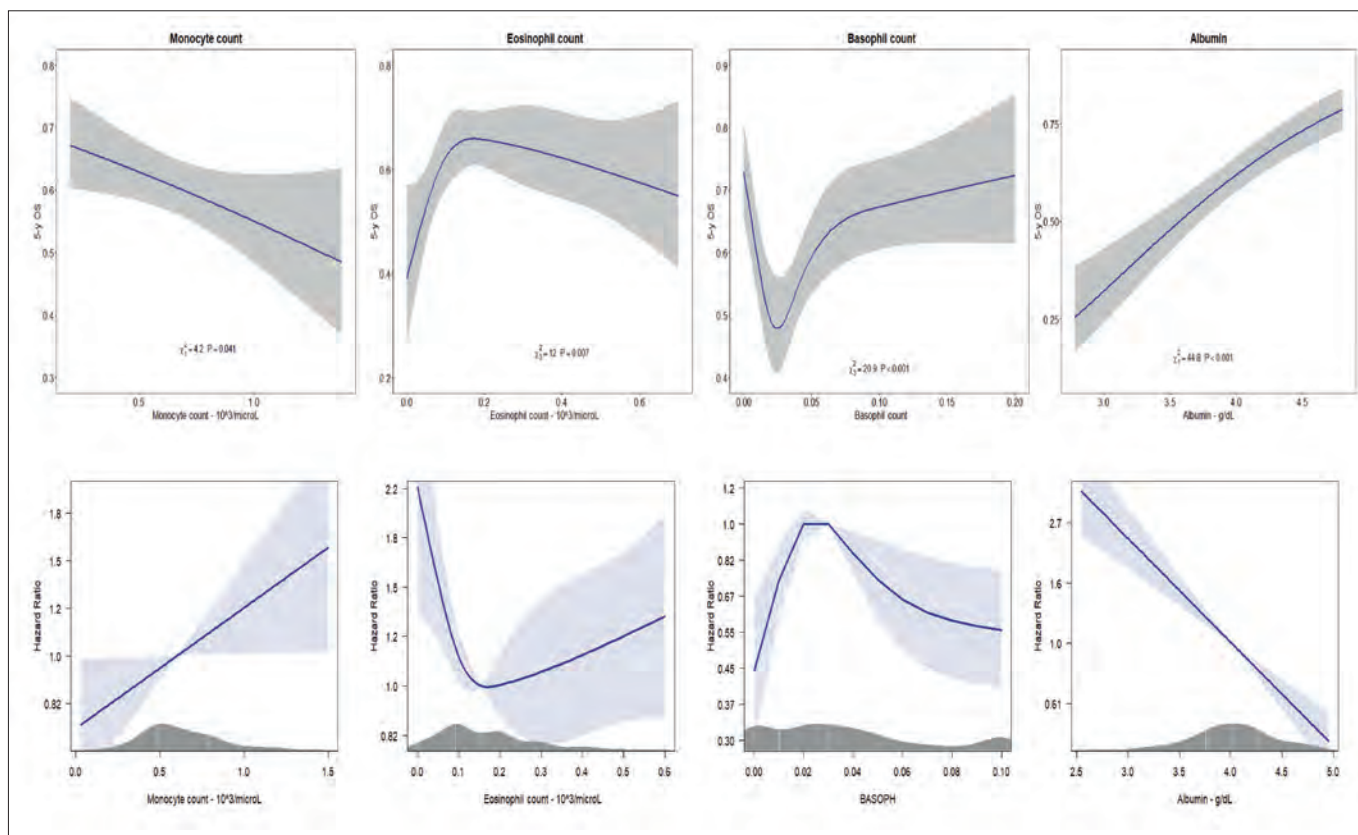 Monocyte count
0.8
0.7
0.6
0.5
0.4
0.3
5-y OS
P = 0.041
0.5 1.0
Monocyte count - 10^3/microL
Eosinophil count
0.8
0.6
0.4
0.2
5-y OS
=12 P = 0.007
0.0 0.2 0.4 0.6
Eosinophil count - 10^3/microL
Basophil count
0.9
0.8
0.7
0.6
0.5
0.4
5-y OS
=20.9 P<0.001
0.00 0.05 0.10 0.15 0.20
Basophil count
Albumin
0.75
0.50
0.25
5-y OS
=44.8 P<0.001
3.0 3.5 4.0 4.5
Albumin - g/dL
1.8
1.5
1.2
1.0
0.82
Hazard Ratio
0.0 0.5 1.0 1.5
Monocyte count - 10^3/microL
2.2
1.8
1.5
1.2
1.0
0.82
Hazard Ratio
0.0 0.1 0.2 0.3 0.4 0.5 0.6
Eosinophil count - 10^3/microL
1.2
1.0
0.82
0.67
0.55
0.45
0.37
0.30
Hazard Ratio
0.00 0.02 0.04 0.06 0.08 0.10
BASOPH
2.7
1.6
1.0
0.61
Hazard Ratio
2.5 3.0 3.5 4.0 4.5 5.0
Albumin - g/dL